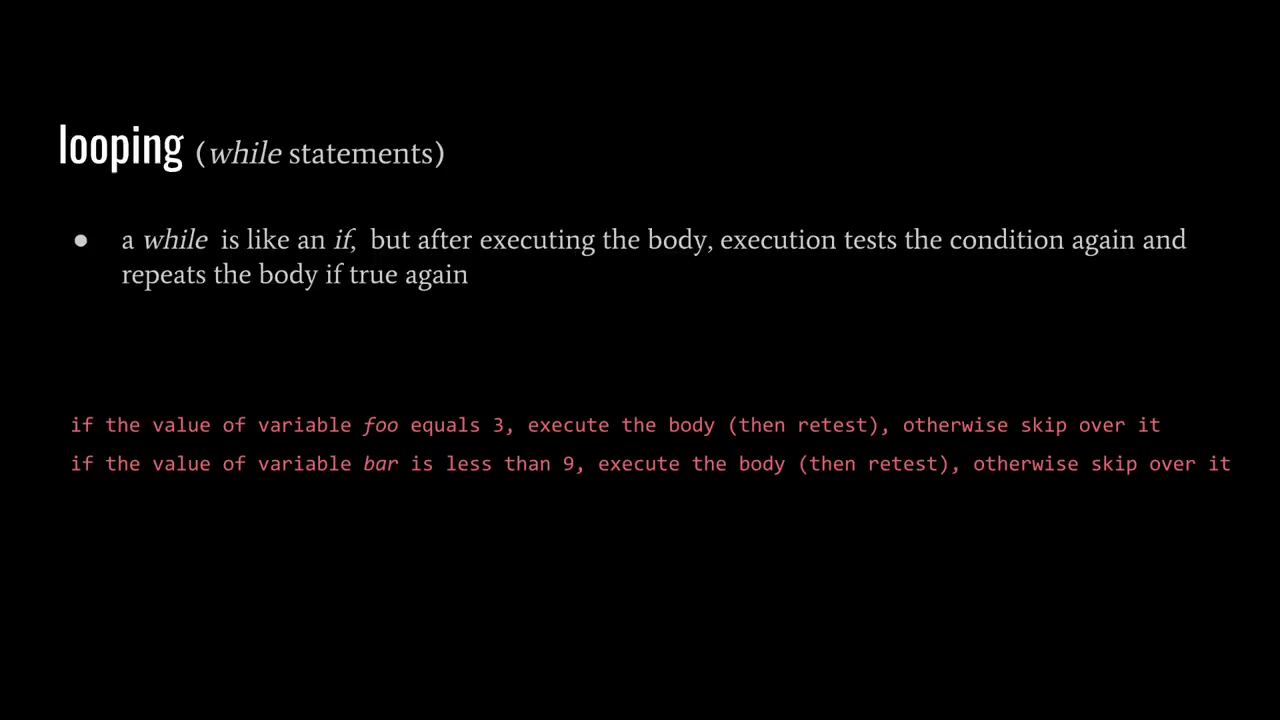 looping (while statements)
● a while is like an if, but after executing the body, execution tests the condition again and
repeats the body if true again
if the value of variable foo equals 3, execute the body (then retest), otherwise skip over it
if the value of variable bar is less than 9, execute the body (then retest), otherwise skip over it